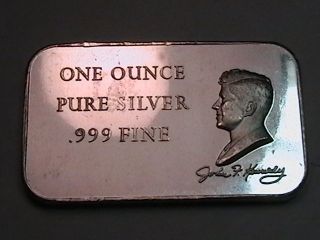 ONE OUNCE
PURE SILVER
.999 FINE
John F. Kennedy